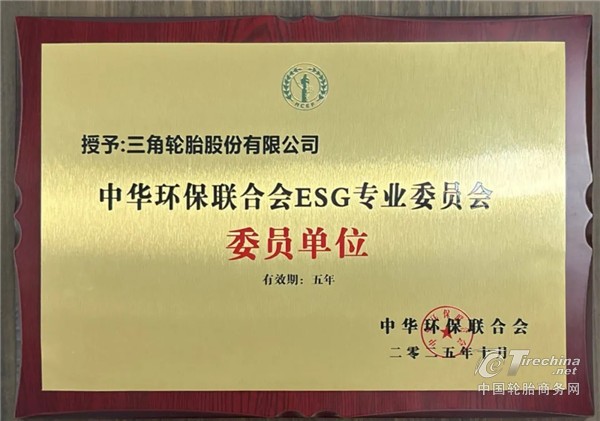 授予:三角轮胎股份有限公司
中华环保联合会ESG专业委员会
委员单位
有效期：五年
中华环保联合会
二零二五年十月
Tirechina.net
中国轮胎商务网